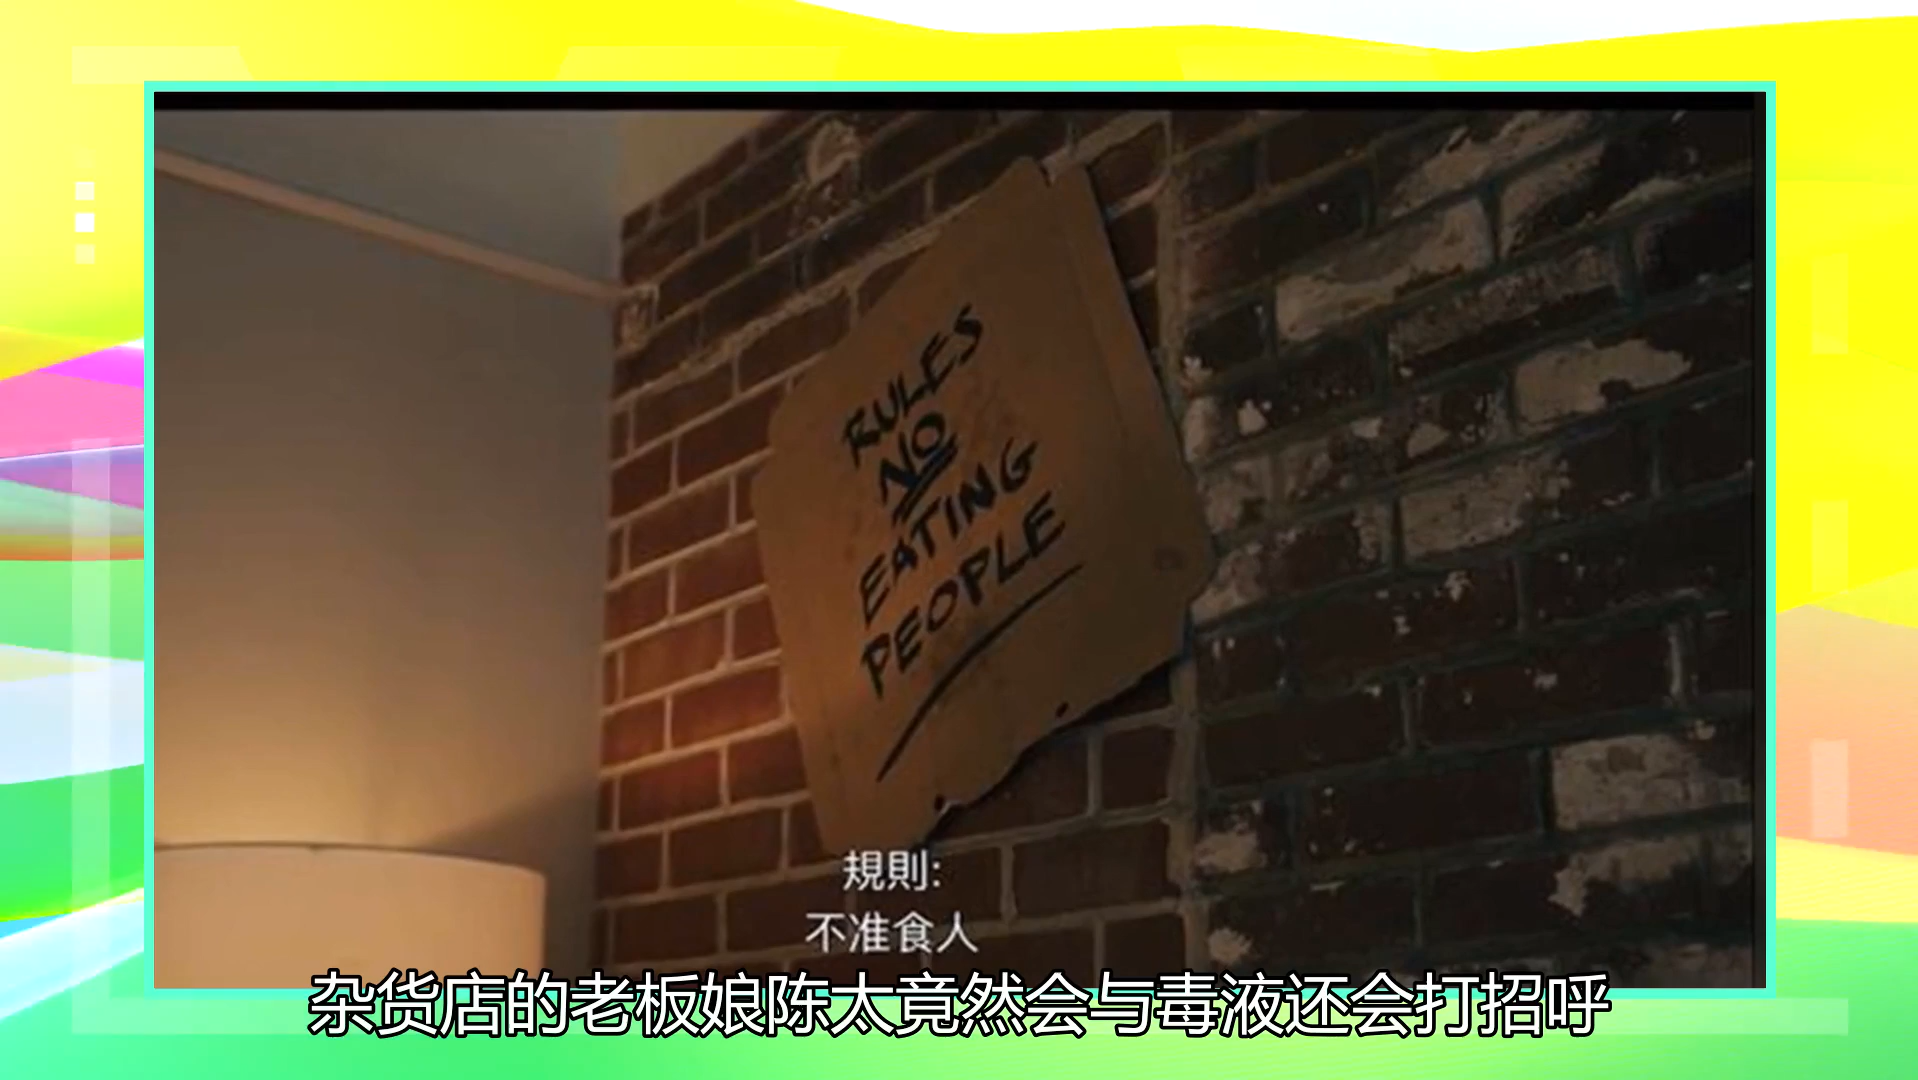 RULES
NO
EATING
PEOPLE
規則:
不准食人
杂货店的老板娘陈太竟然会与毒液还会打招呼